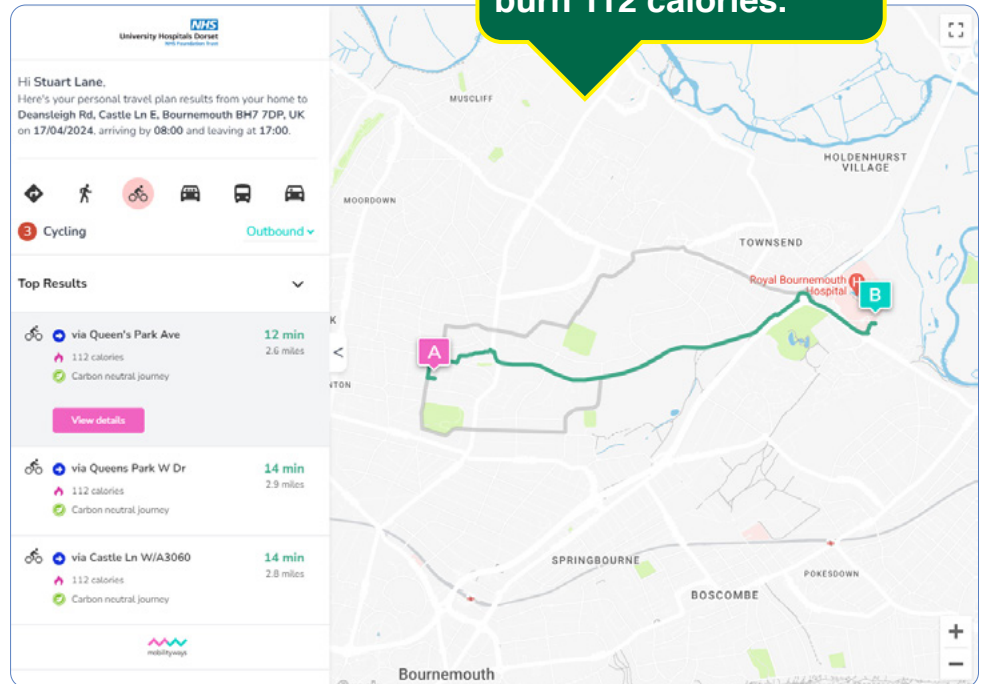 burn 112 calories.
NHS
University Hospitals Dorset
NHS Foundation Trust
Hi Stuart Lane,
Here's your personal travel plan results from your home to
Deansleigh Rd, Castle Ln E, Bournemouth BH7 7DP, UK
on 17/04/2024, arriving by 08:00 and leaving at 17:00.
3 Cycling
Outbound
Top Results
via Queen's Park Ave
12 min
112 calories
2.6 miles
Carbon neutral journey
View details
via Queens Park W Dr
14 min
112 calories
2.9 miles
Carbon neutral journey
via Castle Ln W/A3060
14 min
112 calories
2.8 miles
Carbon neutral journey
mobilityways
MUSCLIFF
HOLDENHURST
VILLAGE
MOORDOWN
TOWNSEND
Royal Bournemouth
Hospital
H
B
K
<
A
TON
SPRINGBOURNE
POKESDOWN
BOSCOMBE
Bournemouth
+
−